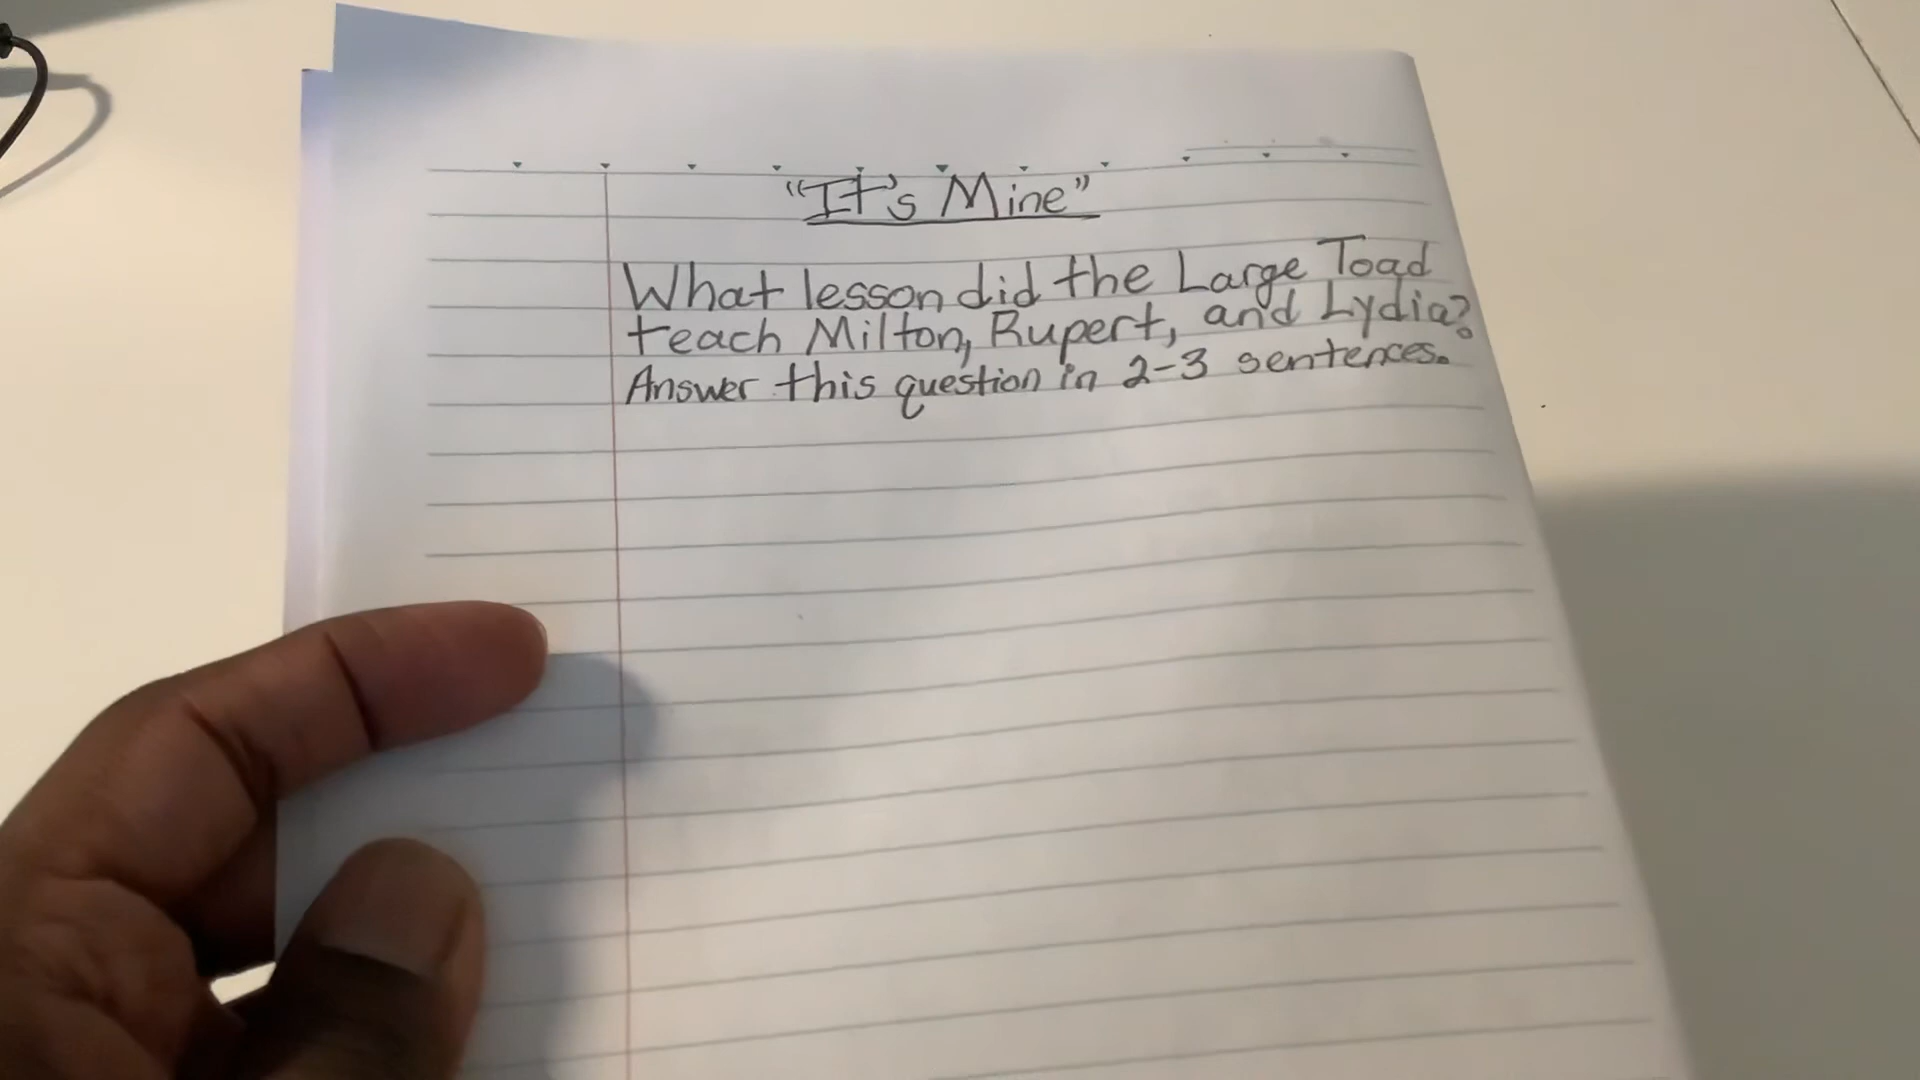 "It's Mine"
What lesson did the Large Toad
teach Milton, Rupert, and Lydia?
Answer this question in 2-3 sentences.